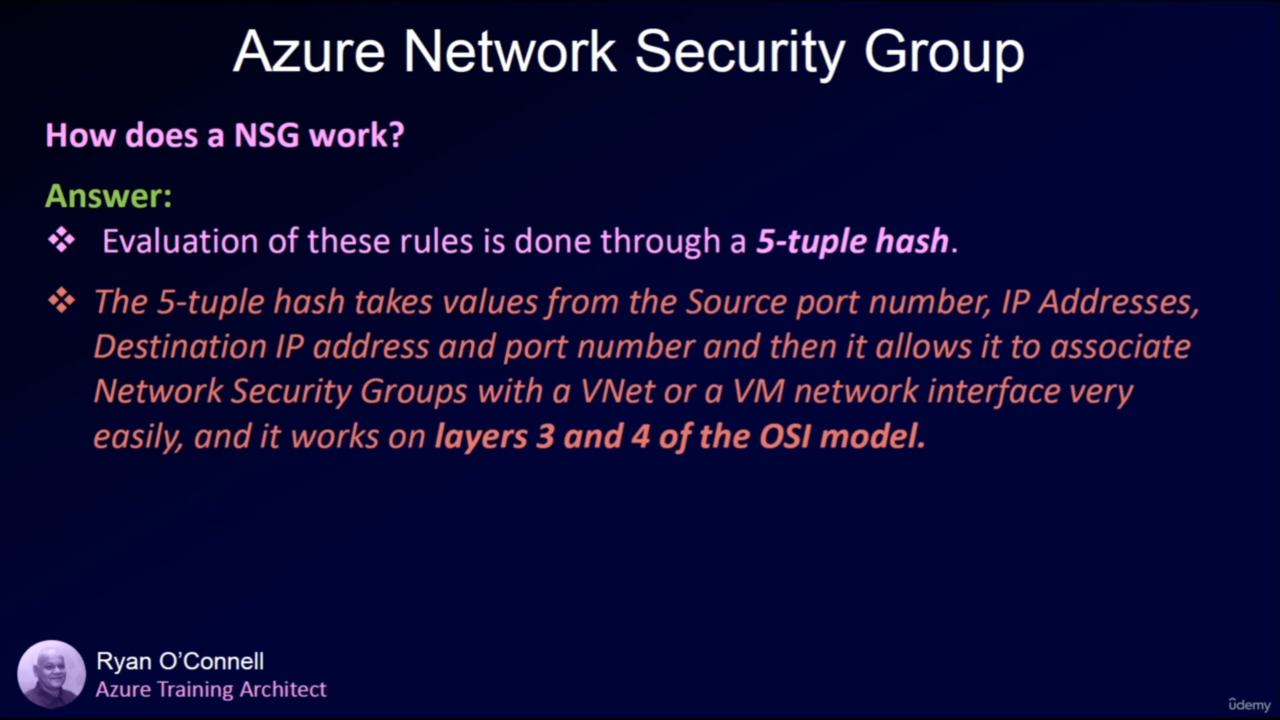 Azure Network Security Group
How does a NSG work?
Answer:
❖ Evaluation of these rules is done through a 5-tuple hash.
❖ The 5-tuple hash takes values from the Source port number, IP Addresses,
Destination IP address and port number and then it allows it to associate
Network Security Groups with a VNet or a VM network interface very
easily, and it works on layers 3 and 4 of the OSI model.
Ryan O’Connell
Azure Training Architect
ûdemy